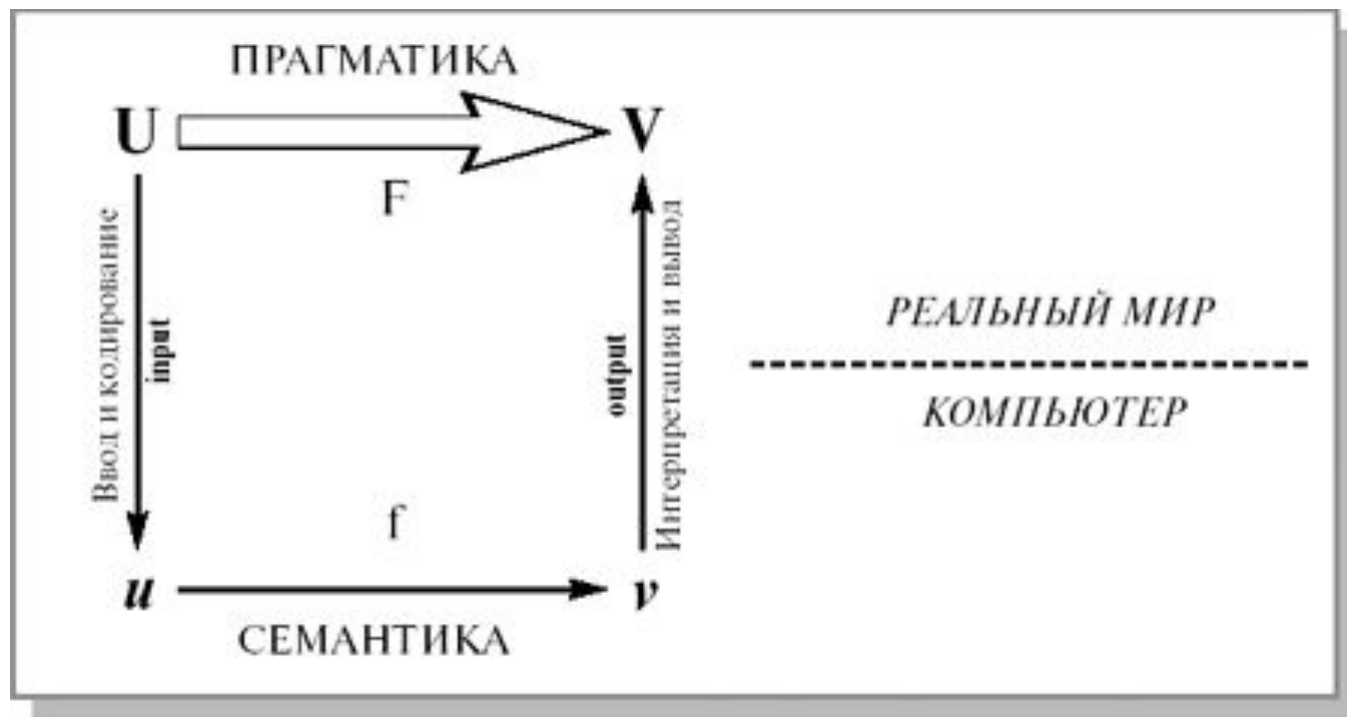 ПРАГМАТИКА
U
V
F
Ввод и кодирование
input
output
Интерпретация и вывод
РЕАЛЬНЫЙ МИР
КОМПЬЮТЕР
f
u
v
СЕМАНТИКА